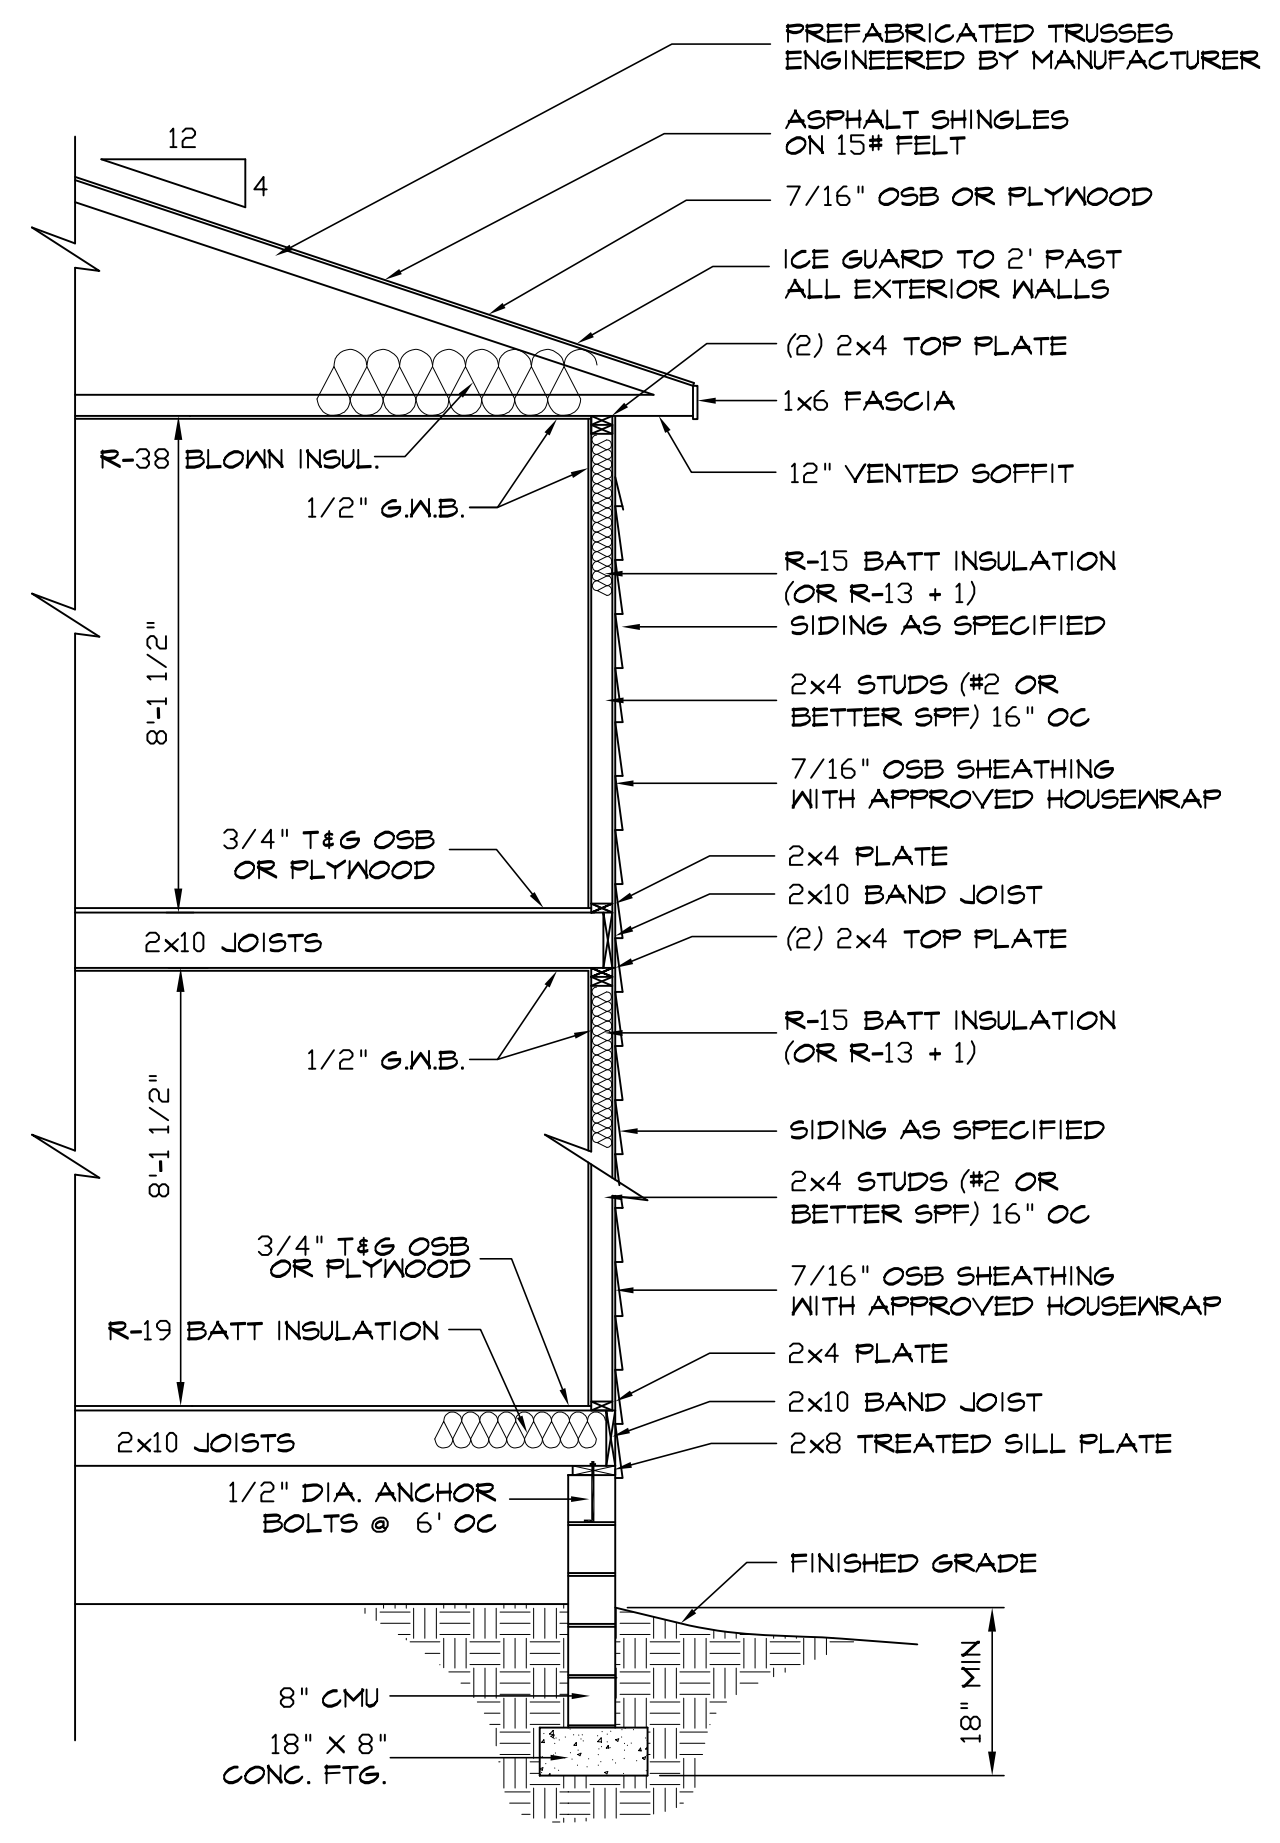 PREFABRICATED TRUSSES
ENGINEERED BY MANUFACTURER
ASPHALT SHINGLES
ON 15# FELT
12
4
7/16" OSB OR PLYWOOD
ICE GUARD TO 2' PAST
ALL EXTERIOR WALLS
(2) 2x4 TOP PLATE
1x6 FASCIA
R-38 BLOWN INSUL.
12" VENTED SOFFIT
1/2" G.W.B.
R-15 BATT INSULATION
(OR R-13 + 1)
SIDING AS SPECIFIED
8'-1 1/2"
2x4 STUDS (#2 OR
BETTER SPF) 16" OC
7/16" OSB SHEATHING
WITH APPROVED HOUSEWRAP
3/4" T&G OSB
OR PLYWOOD
2x4 PLATE
2x10 BAND JOIST
2x10 JOISTS
(2) 2x4 TOP PLATE
R-15 BATT INSULATION
(OR R-13 + 1)
1/2" G.W.B.
8'-1 1/2"
SIDING AS SPECIFIED
2x4 STUDS (#2 OR
BETTER SPF) 16" OC
3/4" T&G OSB
OR PLYWOOD
7/16" OSB SHEATHING
WITH APPROVED HOUSEWRAP
R-19 BATT INSULATION
2x4 PLATE
2x10 BAND JOIST
2x10 JOISTS
2x8 TREATED SILL PLATE
1/2" DIA. ANCHOR
BOLTS @ 6' OC
FINISHED GRADE
18" MIN
8" CMU
18" X 8"
CONC. FTG.